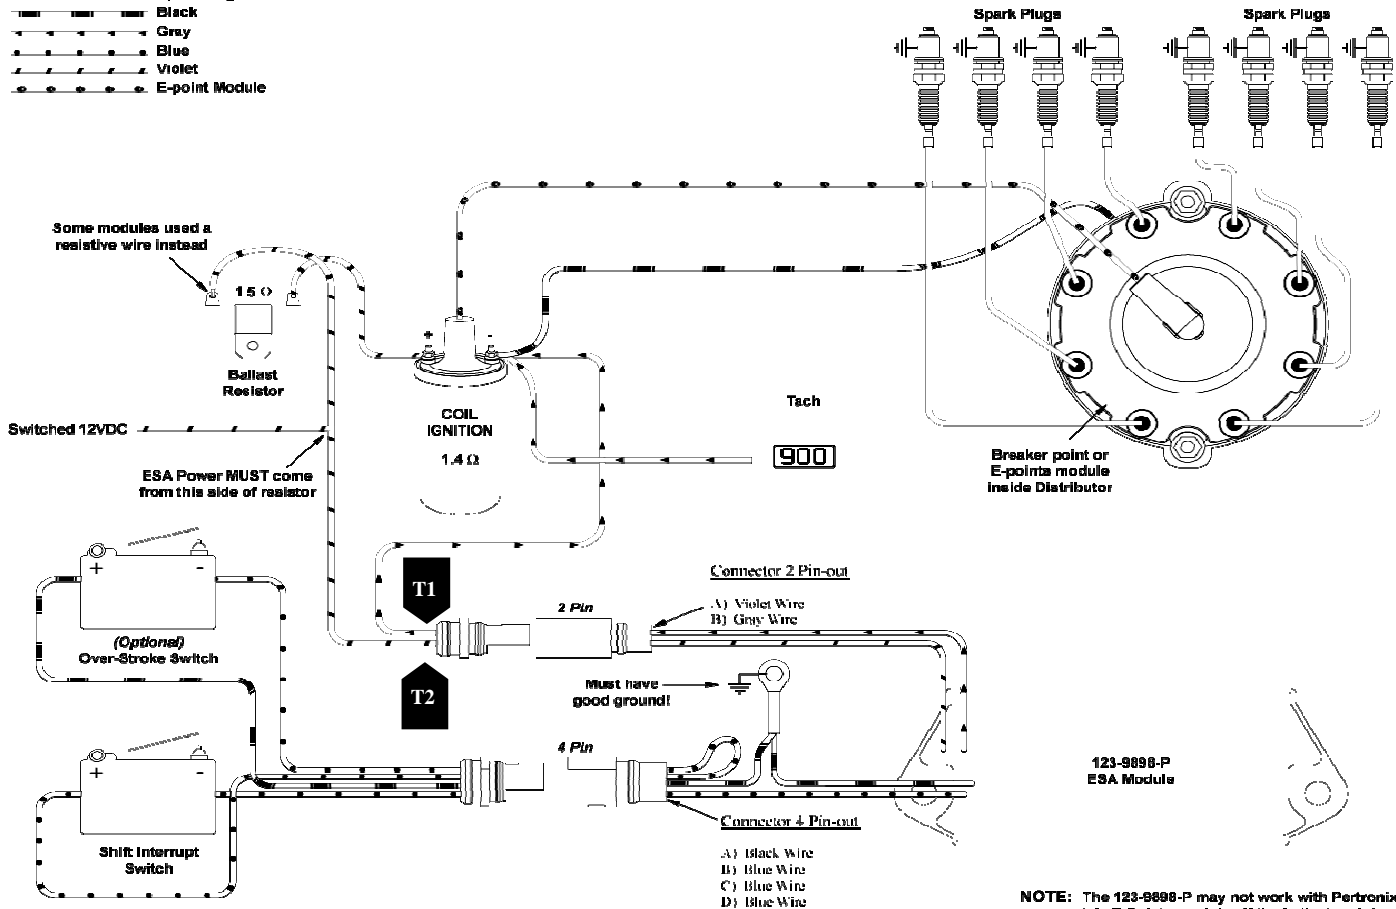 Black
Gray
Blue
Violet
E-point Module
Spark Plugs
Spark Plugs
Some modules used a
resistive wire instead
1 5 Ω
Ballast
Resistor
+
-
COIL
IGNITION
1.4 Ω
Tach
900
Switched 12VDC
ESA Power MUST come
from this side of resistor
Breaker point or
E-points module
Inside Distributor
+
-
(Optional)
Over-Stroke Switch
T1
T2
2 Pin
Connector 2 Pin-out
A) Violet Wire
B) Gray Wire
Must have
good ground!
4 Pin
+
-
Shift Interrupt
Switch
Connector 4 Pin-out
A) Black Wire
B) Blue Wire
C) Blue Wire
D) Blue Wire
123-9898-P
ESA Module
NOTE: The 123-9898-P may not work with Pertronix